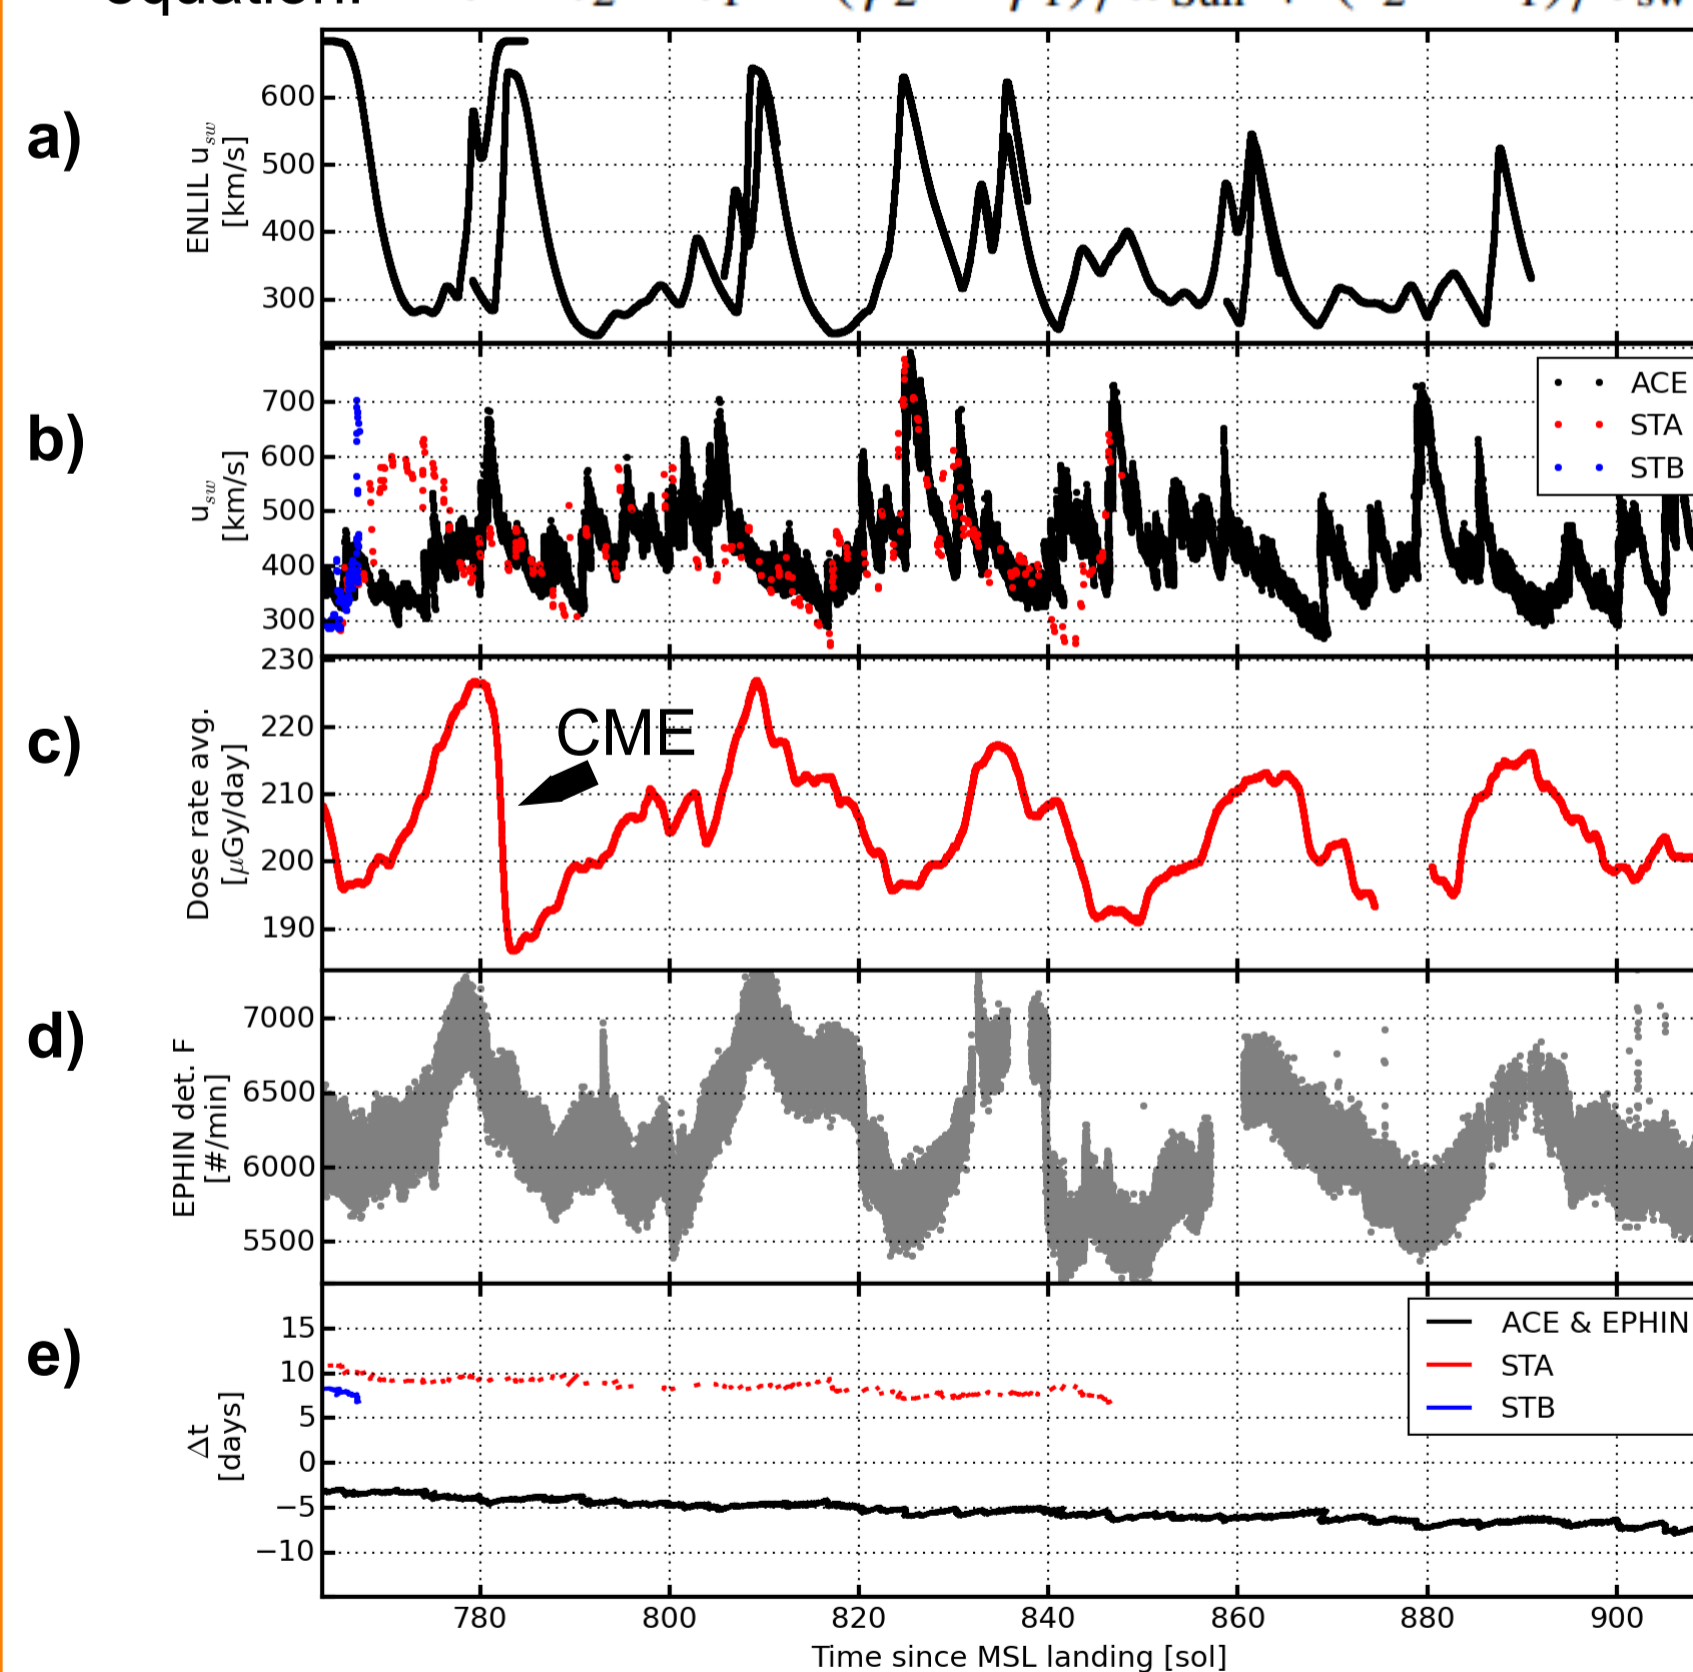 a)
ENLIL usw
[km/s]
600
500
400
300
b)
usw
[km/s]
700
600
500
400
300
ACE
STA
STB
c)
Dose rate avg.
[μGy/day]
230
220
210
200
190
CME
d)
EPHIN det. F
[#/min]
7000
6500
6000
5500
e)
Δt
[days]
15
10
5
0
−5
−10
ACE & EPHIN
STA
STB
780 800 820 840 860 880 900
Time since MSL landing [sol]